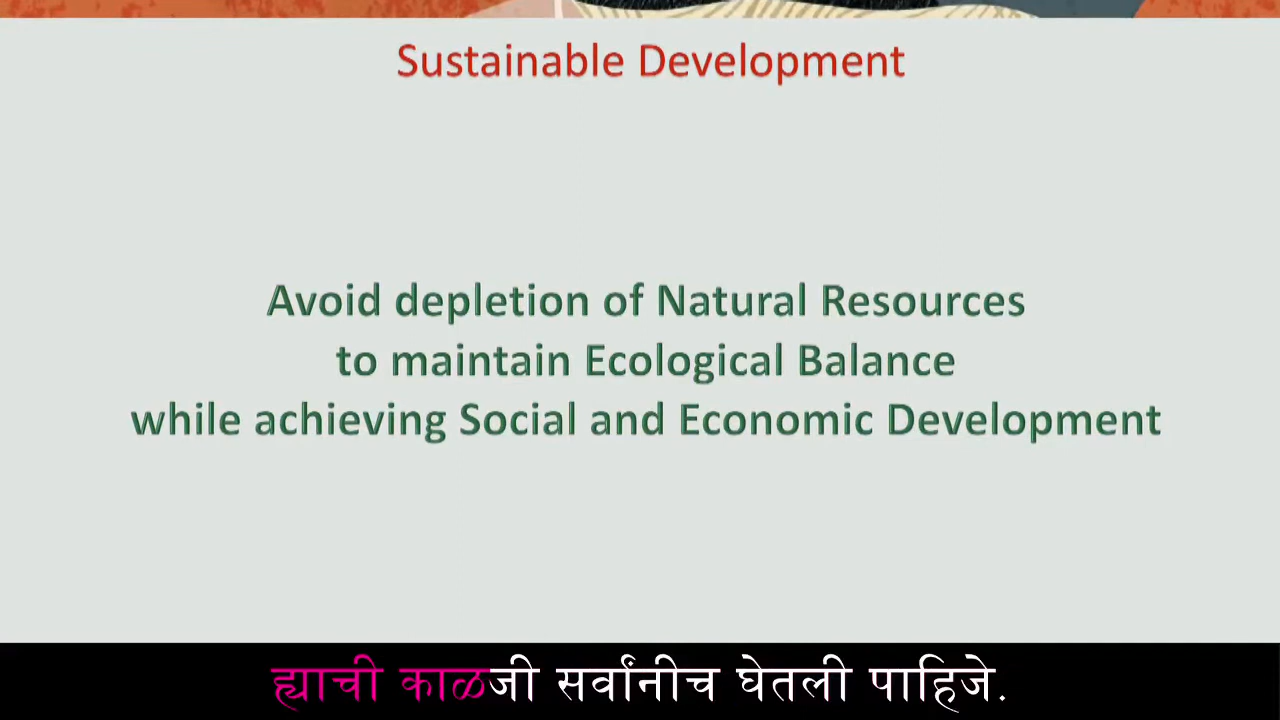 Sustainable Development
Avoid depletion of Natural Resources
to maintain Ecological Balance
while achieving Social and Economic Development
ह्याची काळजी सर्वांनीच घेतली पाहिजे.